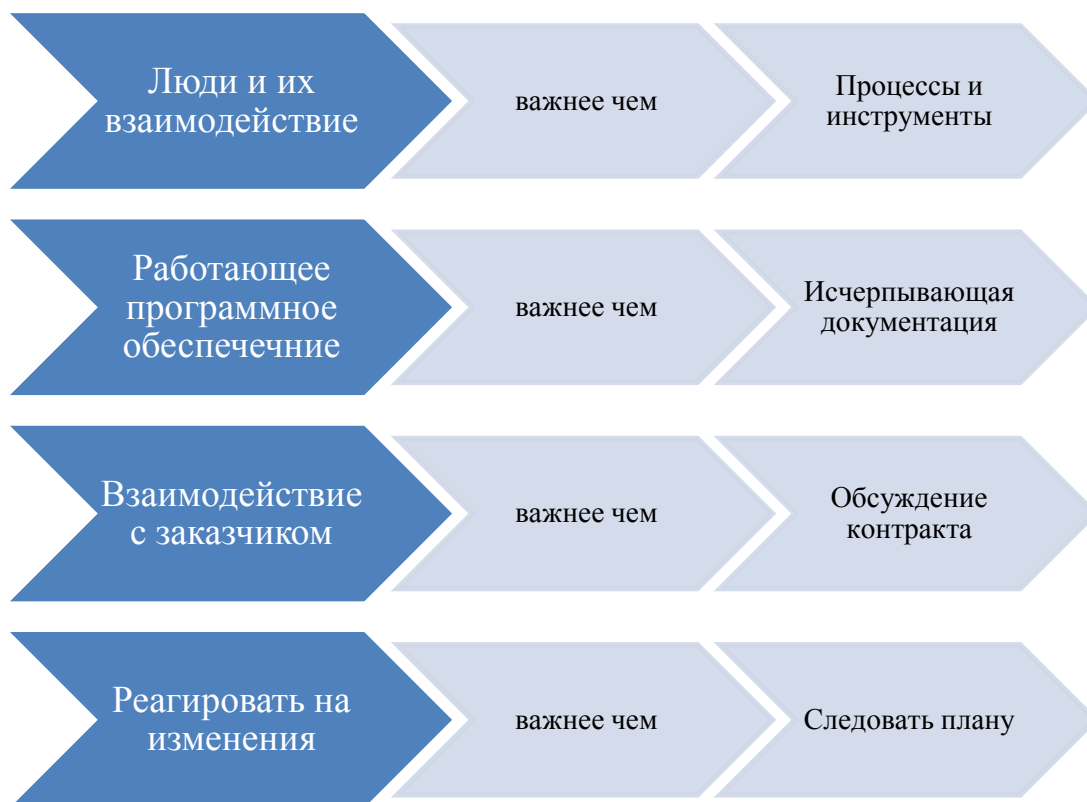 Люди и их
взаимодействие
важнее чем
Процессы и
инструменты
Работающее
программное
обеспечечние
важнее чем
Исчерпывающая
документация
Взаимодействие
с заказчиком
важнее чем
Обсуждение
контракта
Реагировать на
изменения
важнее чем
Следовать плану